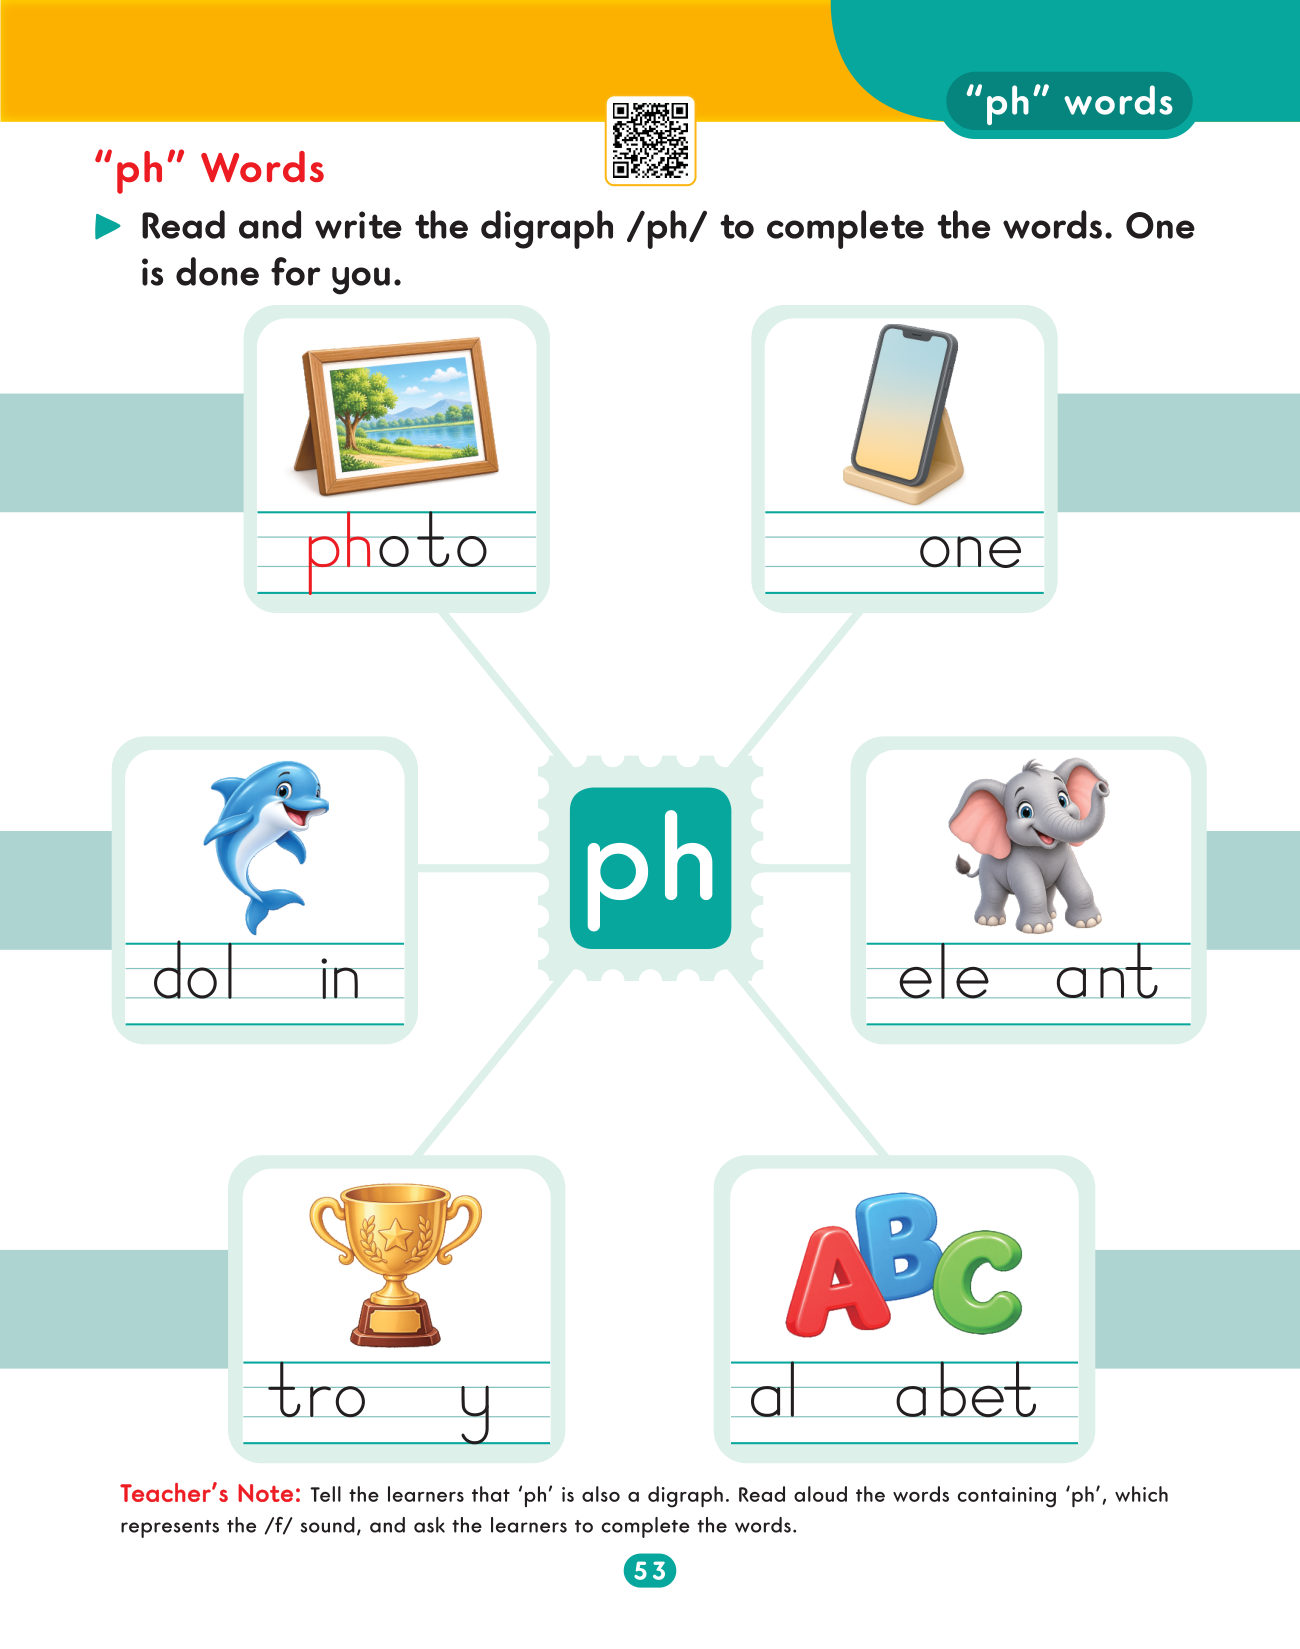 “ph” words
“ph” Words
Read and write the digraph /ph/ to complete the words. One
is done for you.
photo
one
dol in
ele ant
ph
tro y
al abet
ABC
Teacher’s Note: Tell the learners that ‘ph’ is also a digraph. Read aloud the words containing ‘ph’, which
represents the /f/ sound, and ask the learners to complete the words.
53